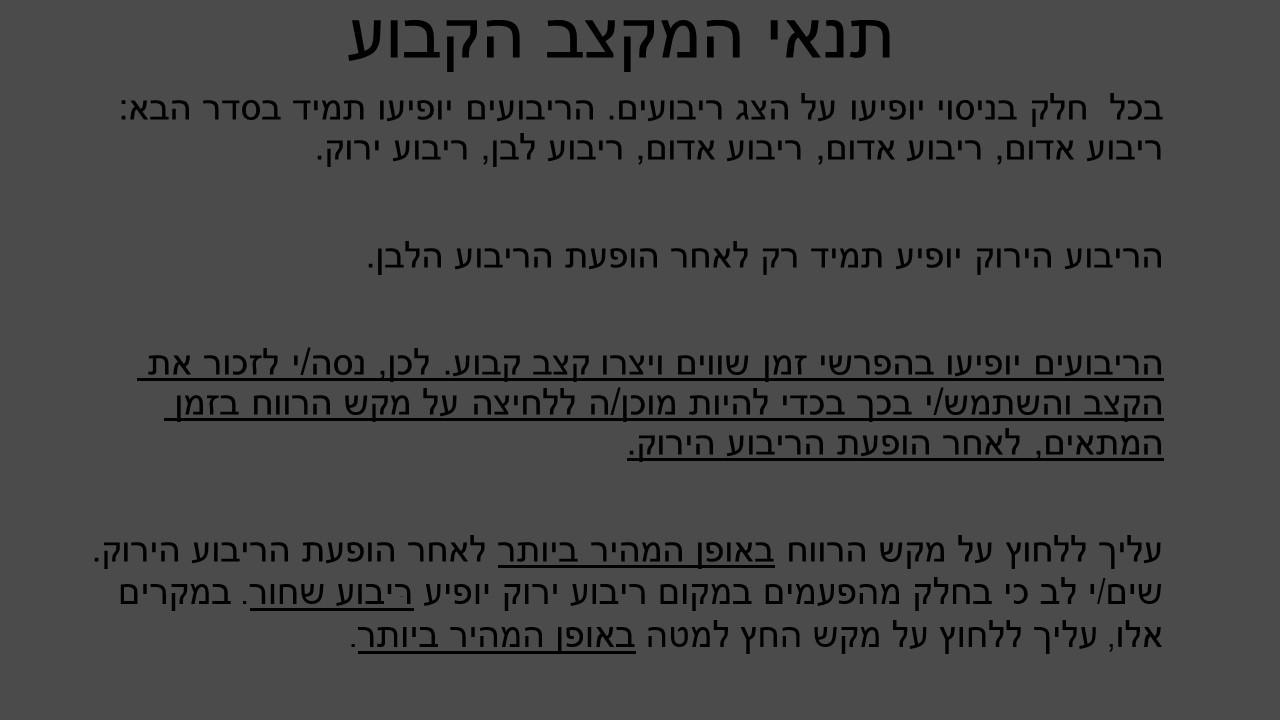 תנאי המקצב הקבוע
בכל  חלק בניסוי יופיעו על הצג ריבועים. הריבועים יופיעו תמיד בסדר הבא:
ריבוע אדום, ריבוע אדום, ריבוע אדום, ריבוע לבן, ריבוע ירוק.
הריבוע הירוק יופיע תמיד רק לאחר הופעת הריבוע הלבן.
הריבועים יופיעו בהפרשי זמן שווים ויצרו קצב קבוע. לכן, נסה/י לזכור את
הקצב והשתמש/י בכך בכדי להיות מוכן/ה ללחיצה על מקש הרווח בזמן
המתאים, לאחר הופעת הריבוע הירוק.
עליך ללחוץ על מקש הרווח באופן המהיר ביותר לאחר הופעת הריבוע הירוק.
שים/י לב כי בחלק מהפעמים במקום ריבוע ירוק יופיע ריבוע שחור. במקרים
אלו, עליך ללחוץ על מקש החץ למטה באופן המהיר ביותר.